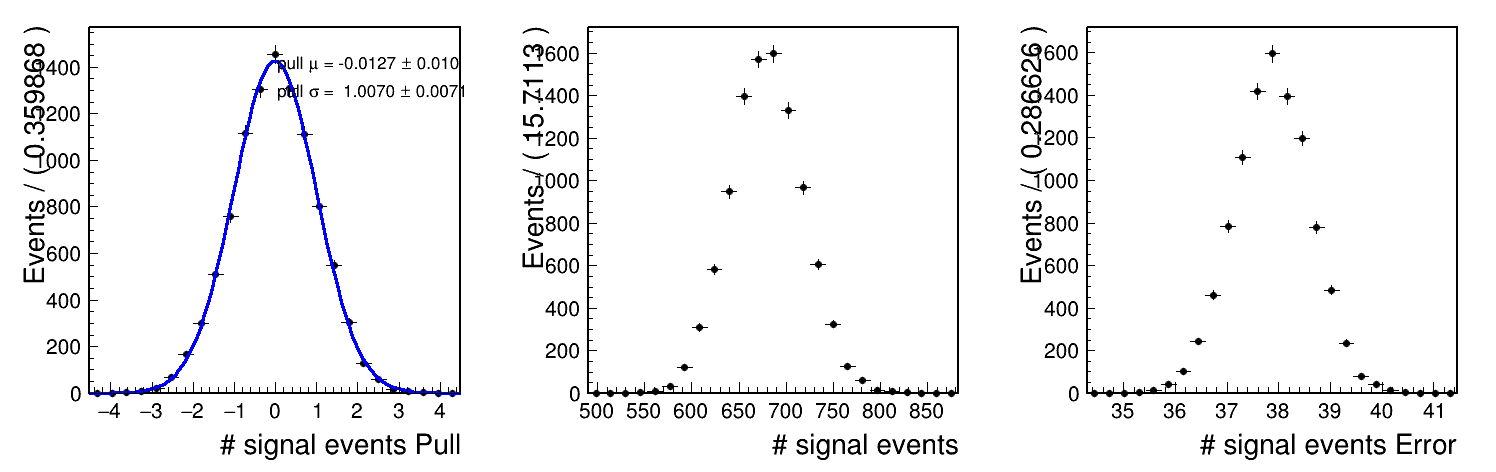 Events / ( 0.359868 )
pull μ = -0.0127 ± 0.010
pull σ = 1.0070 ± 0.0071
1400
1200
1000
800
600
400
200
0
−4 −3 −2 −1 0 1 2 3 4
# signal events Pull
Events / ( 15.7113 )
1600
1400
1200
1000
800
600
400
200
0
500 550 600 650 700 750 800 850
# signal events
Events / ( 0.286626 )
1600
1400
1200
1000
800
600
400
200
0
35 36 37 38 39 40 41
# signal events Error